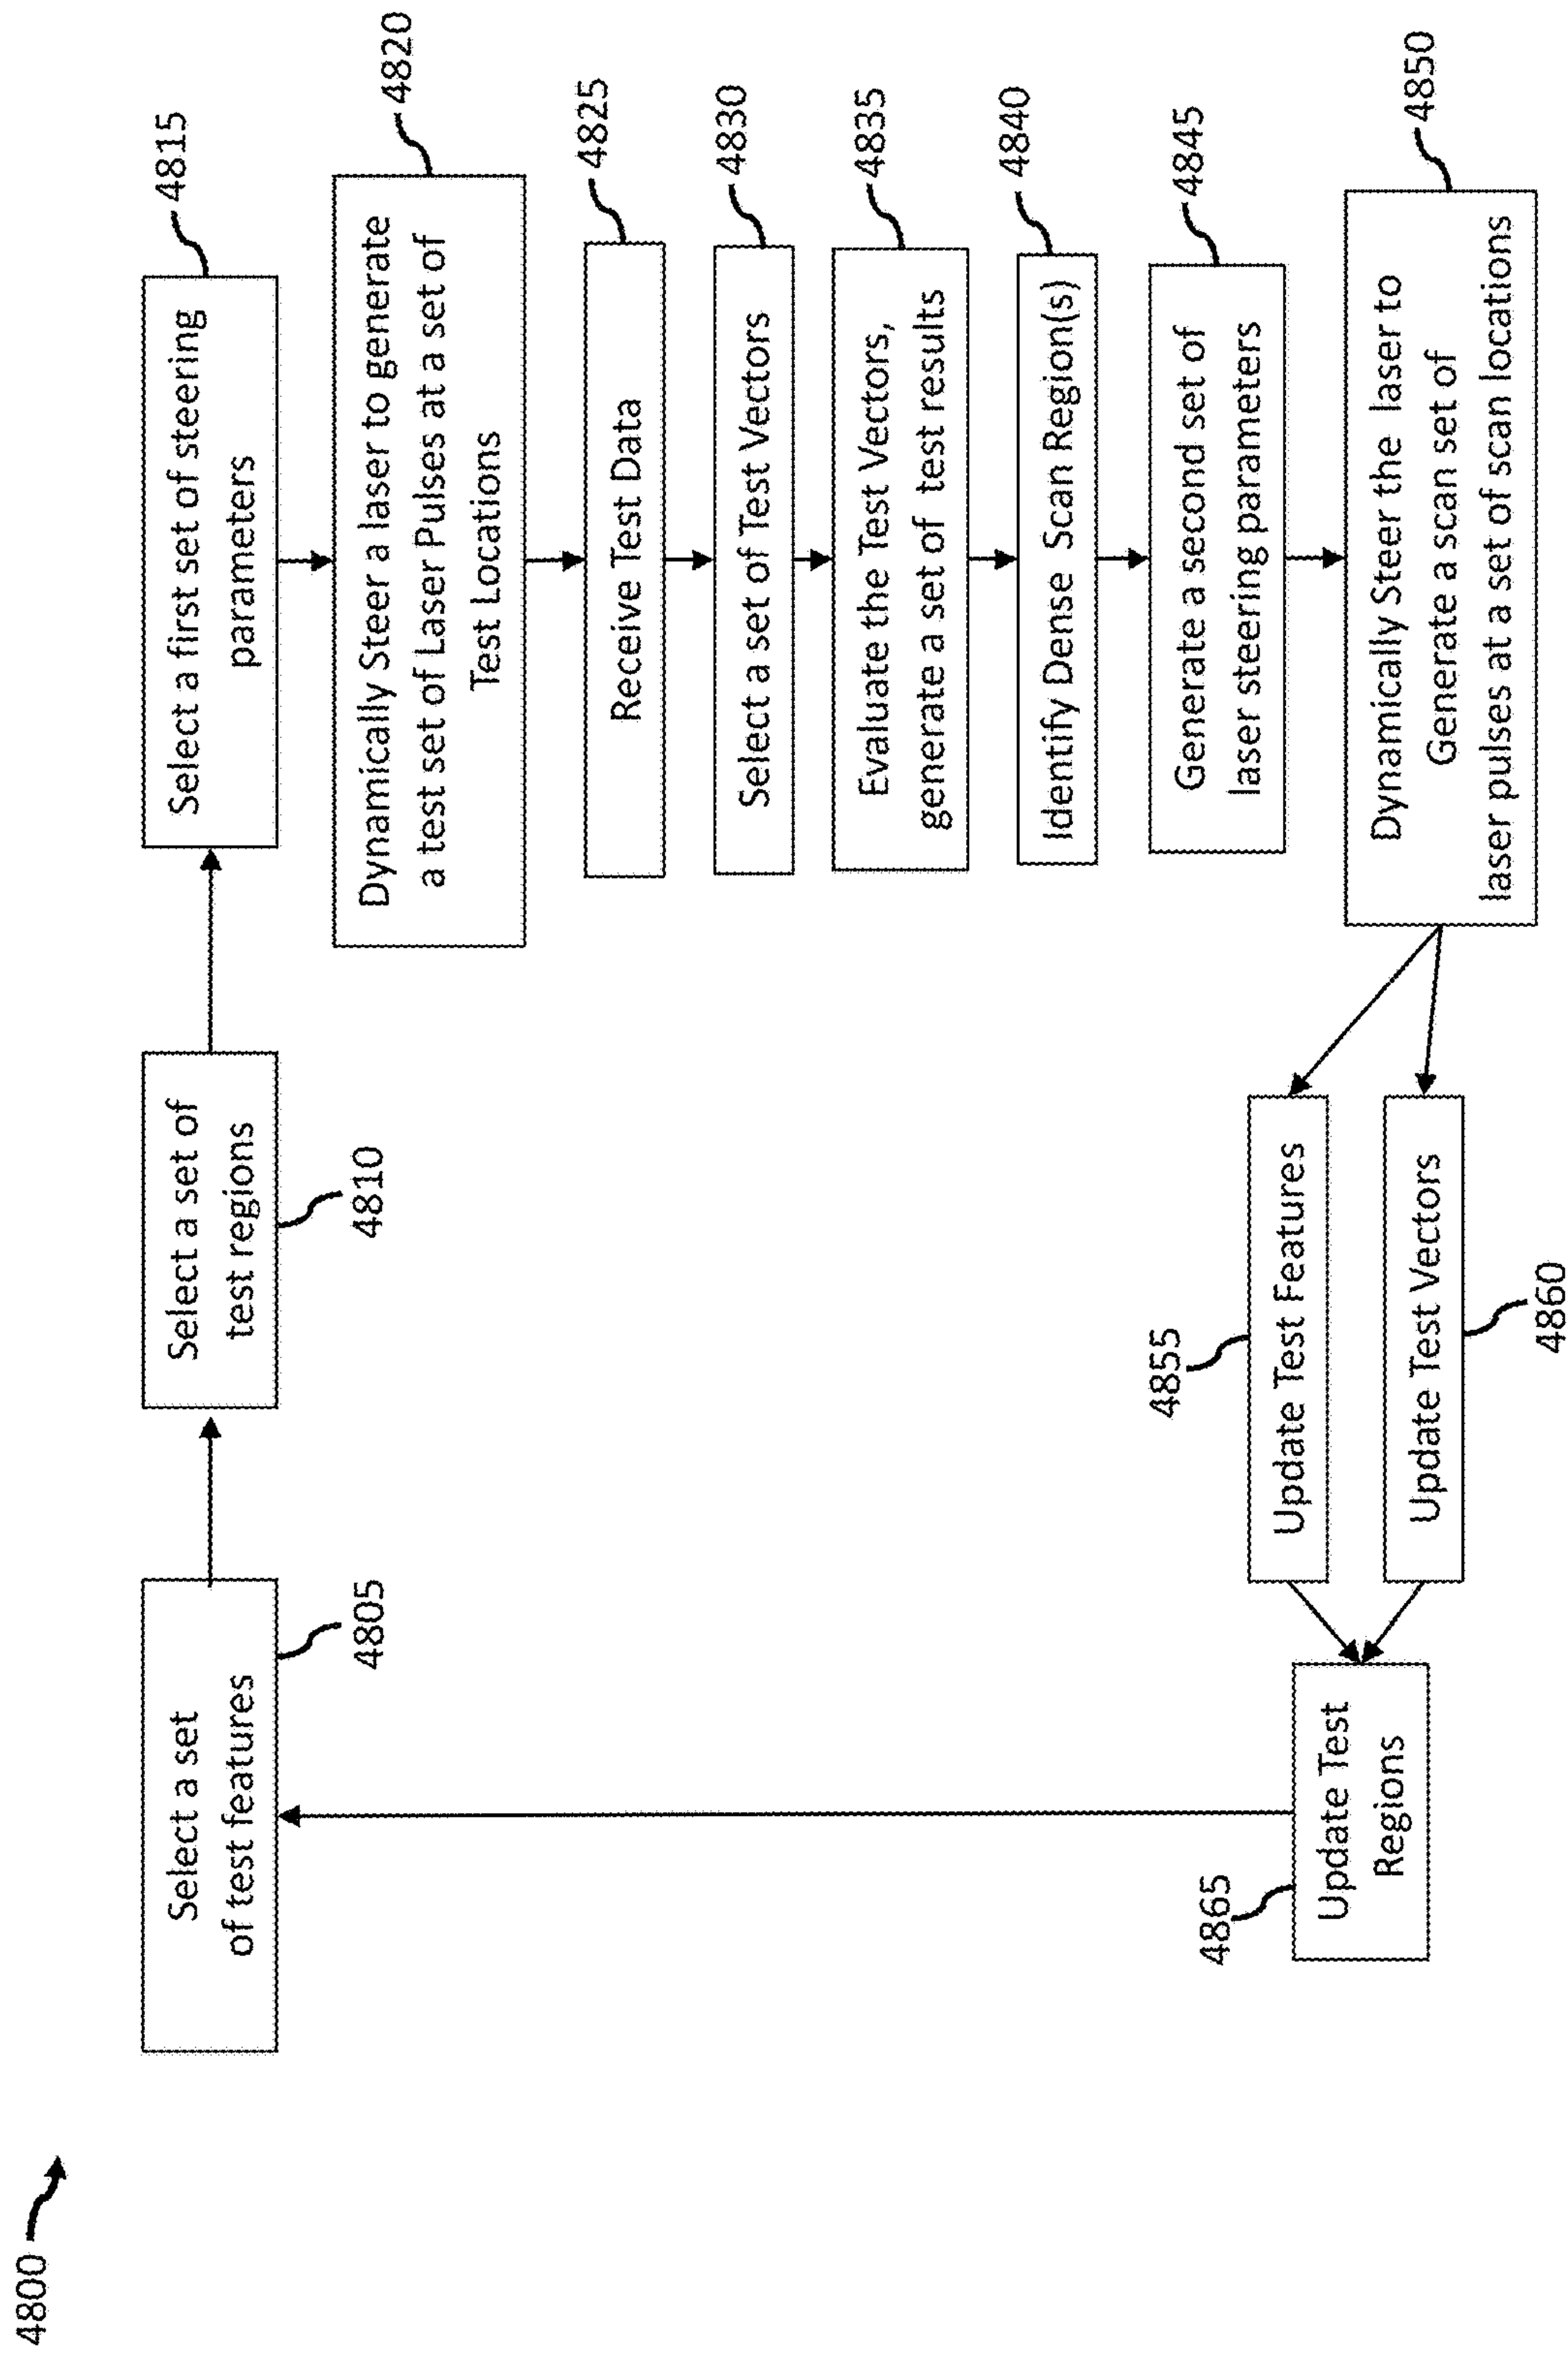 4800
Select a set
of test features
4805
Select a set of
test regions
4810
Select a first set of steering
parameters
4815
Dynamically Steer a laser to generate
a test set of Laser Pulses at a set of
Test Locations
4820
Receive Test Data
4825
Select a set of Test Vectors
4830
Evaluate the Test Vectors,
generate a set of test results
4835
Identify Dense Scan Region(s)
4840
Generate a second set of
laser steering parameters
4845
Dynamically Steer the laser to
Generate a scan set of
laser pulses at a set of scan locations
4850
4855
Update Test Features
Update Test Vectors
4860
4865
Update Test
Regions